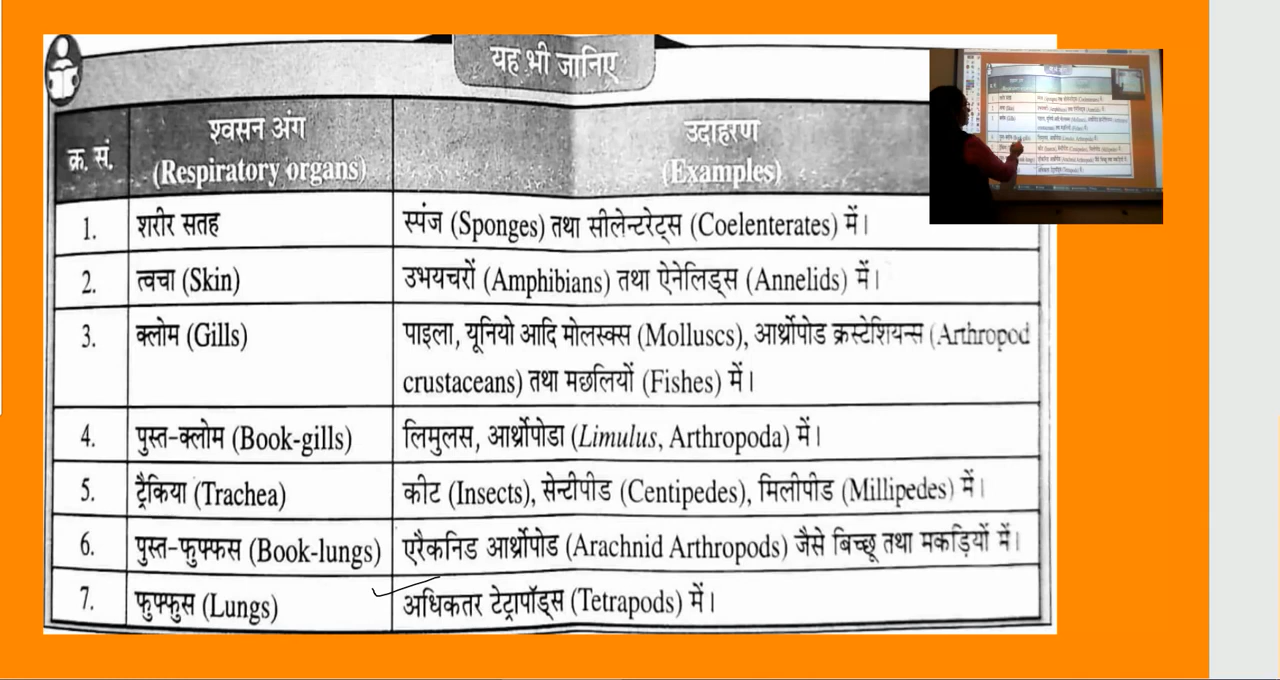 यह भी जानिए
क्र. सं. श्वसन अंग (Respiratory organs) उदाहरण (Examples)
1. शरीर सतह स्पंज (Sponges) तथा सीलेन्टरेट्स (Coelenterates) में।
2. त्वचा (Skin) उभयचरों (Amphibians) तथा ऐनेलिड्स (Annelids) में।
3. क्लोम (Gills) पाइला, यूनियो आदि मोलस्क्स (Molluscs), आर्थ्रोपोड क्रस्टेशियन्स (Arthropod
crustaceans) तथा मछलियों (Fishes) में।
4. पुस्त-क्लोम (Book-gills) लिमुलस, आर्थ्रोपोडा (Limulus, Arthropoda) में।
5. ट्रैकिया (Trachea) कीट (Insects), सेन्टीपीड (Centipedes), मिलीपीड (Millipedes) में।
6. पुस्त-फुफ्फस (Book-lungs) एरैकनिड आर्थ्रोपोड (Arachnid Arthropods) जैसे बिच्छू तथा मकड़ियों में।
7. फुफ्फुस (Lungs) अधिकतर टेट्रापॉड्स (Tetrapods) में।